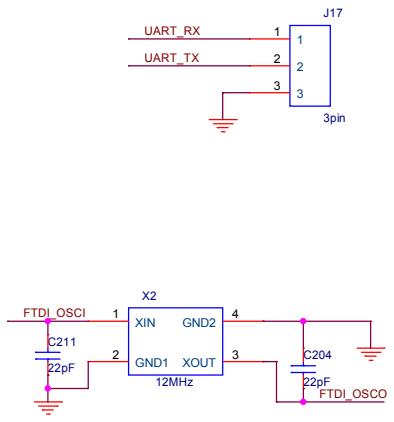 J17
UART_RX 1 1
UART_TX 2 2
3 3
3pin
X2
FTDI_OSCI 1 XIN GND2 4
C211
2 GND1 XOUT 3 C204
22pF 12MHz 22pF
FTDI_OSCO